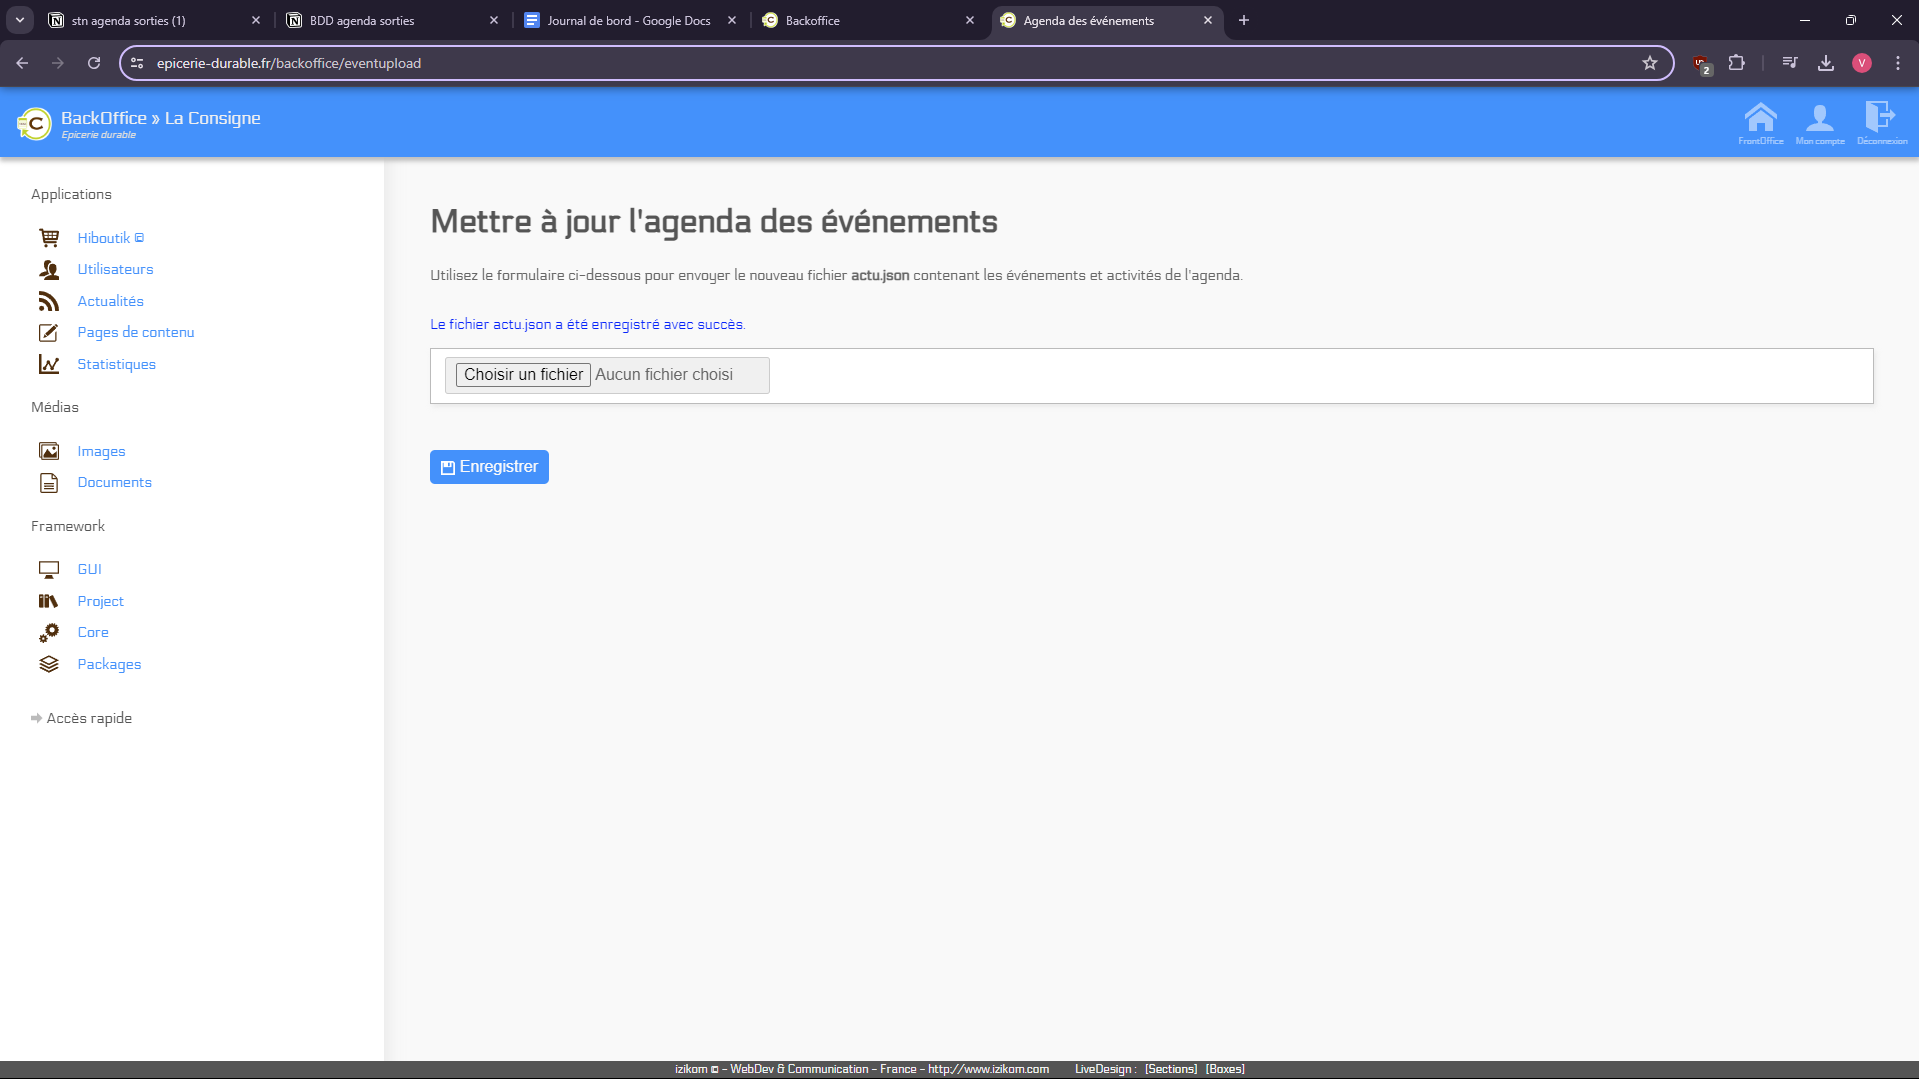 stn agenda sorties (1)
BDD agenda sorties
Journal de bord - Google Docs
Backoffice
Agenda des événements
epicerie-durable.fr/backoffice/eventupload
2
V
C
BackOffice » La Consigne
Epicerie durable
FrontOffice
Mon compte
Déconnexion
Applications
Hiboutik ©
Utilisateurs
Actualités
Pages de contenu
Statistiques
Médias
Images
Documents
Framework
GUI
Project
Core
Packages
Accès rapide
Mettre à jour l'agenda des événements
Utilisez le formulaire ci-dessous pour envoyer le nouveau fichier actu.json contenant les événements et activités de l'agenda.
Le fichier actu.json a été enregistré avec succès.
Choisir un fichier Aucun fichier choisi
Enregistrer
izikom © - WebDev & Communication - France - http://www.izikom.com LiveDesign : [Sections] [Boxes]